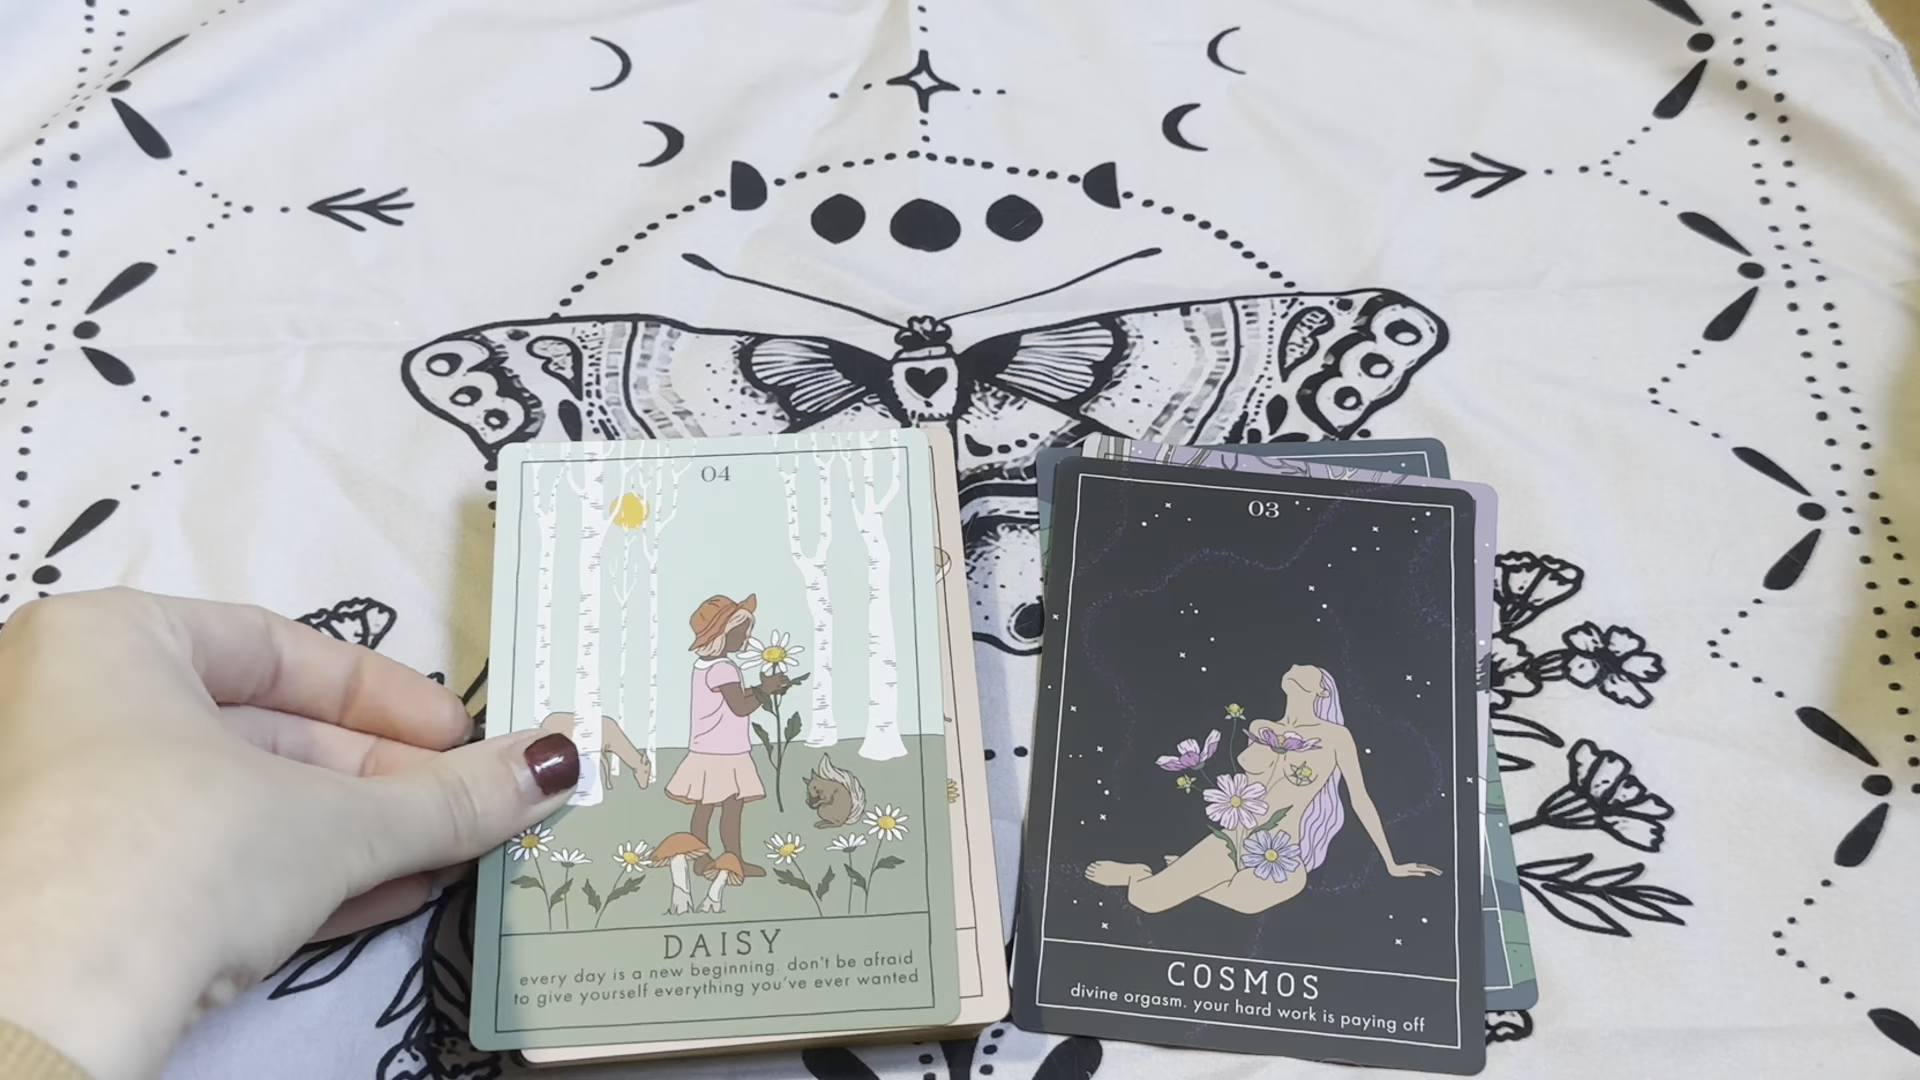 04
DAISY
every day is a new beginning. don't be afraid
to give yourself everything you've ever wanted
03
COSMOS
divine orgasm. your hard work is paying off